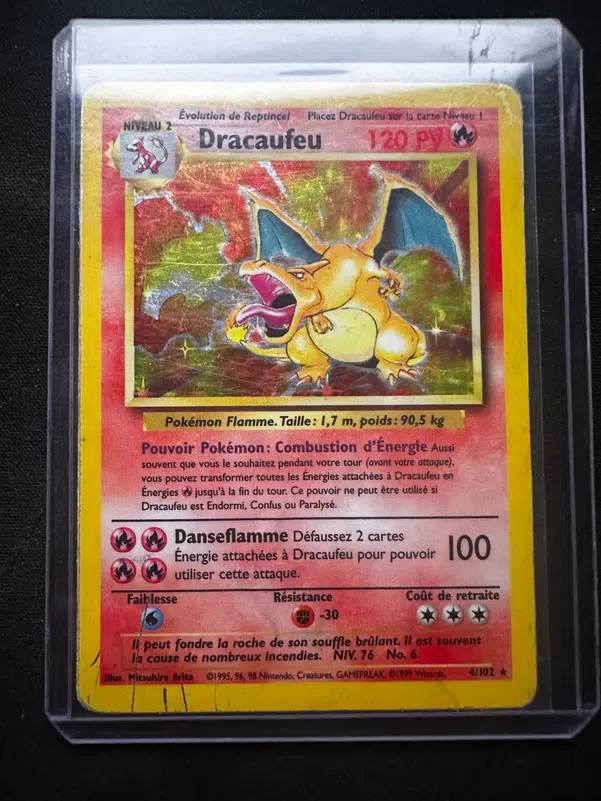 Évolution de Reptincel Placez Dracaufeu sur la carte Niveau 1
NIVEAU 2
Dracaufeu 120 PV
Pokémon Flamme. Taille : 1,7 m, poids : 90,5 kg
Pouvoir Pokémon : Combustion d'Énergie Aussi
souvent que vous le souhaitez pendant votre tour (avant votre attaque),
vous pouvez transformer toutes les Énergies attachées à Dracaufeu en
Énergies jusqu'à la fin du tour. Ce pouvoir ne peut être utilisé si
Dracaufeu est Endormi, Confus ou Paralysé.
Danseflamme Défaussez 2 cartes
Énergie attachées à Dracaufeu pour pouvoir 100
utiliser cette attaque.
Faiblesse Résistance Coût de retraite
-30
Il peut fondre la roche de son souffle brûlant. Il est souvent
la cause de nombreux incendies. NIV. 76 No. 6
Illus. Mitsuhiro Arita ©1995, 96, 98 Nintendo, Creatures, GAMEFREAK. ©1999 Wizards. 4/102 ★